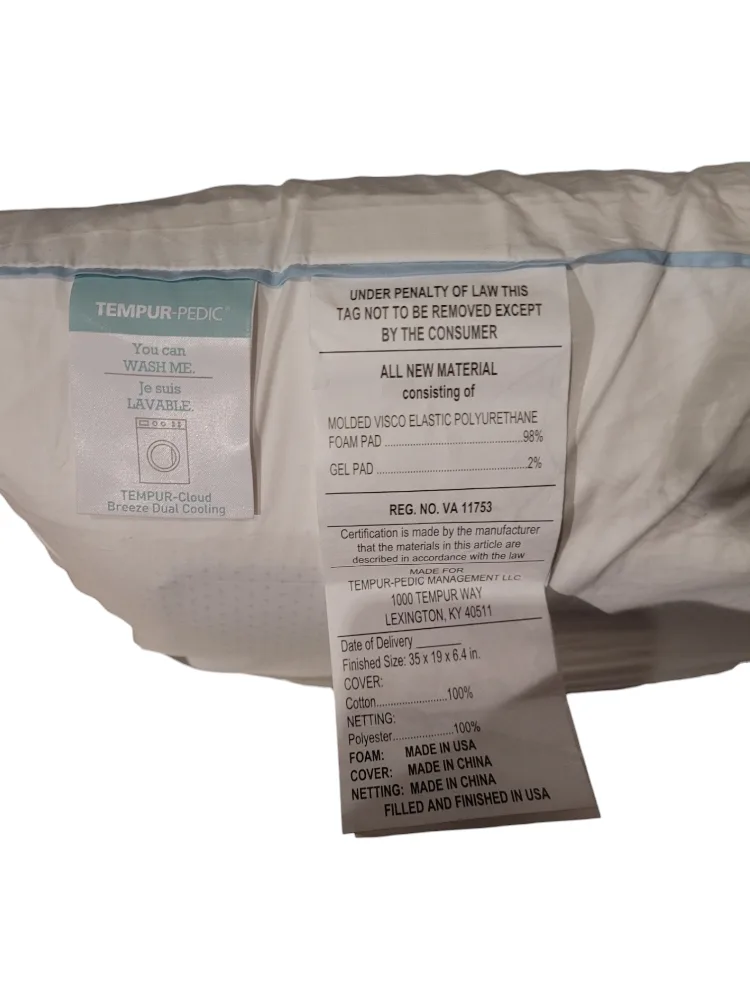 TEMPUR-PEDIC®
You can
WASH ME.
Je suis
LAVABLE.
TEMPUR-Cloud
Breeze Dual Cooling
UNDER PENALTY OF LAW THIS
TAG NOT TO BE REMOVED EXCEPT
BY THE CONSUMER
ALL NEW MATERIAL
consisting of
MOLDED VISCO ELASTIC POLYURETHANE
FOAM PAD ........................................98%
GEL PAD ...........................................2%
REG. NO. VA 11753
Certification is made by the manufacturer
that the materials in this article are
described in accordance with the law
MADE FOR
TEMPUR-PEDIC MANAGEMENT LLC
1000 TEMPUR WAY
LEXINGTON, KY 40511
Date of Delivery ________
Finished Size: 35 x 19 x 6.4 in.
COVER:
Cotton.......................100%
NETTING:
Polyester....................100%
FOAM: MADE IN USA
COVER: MADE IN CHINA
NETTING: MADE IN CHINA
FILLED AND FINISHED IN USA